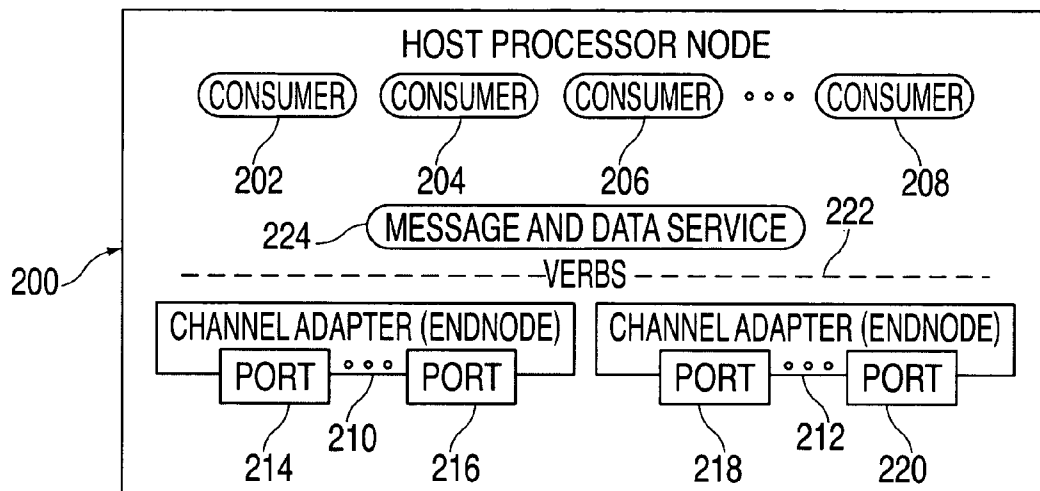 HOST PROCESSOR NODE
CONSUMER CONSUMER CONSUMER CONSUMER
202 204 206 208
224 MESSAGE AND DATA SERVICE 222
200
VERBS
CHANNEL ADAPTER (ENDNODE) CHANNEL ADAPTER (ENDNODE)
PORT PORT PORT PORT
214 210 216 218 212 220